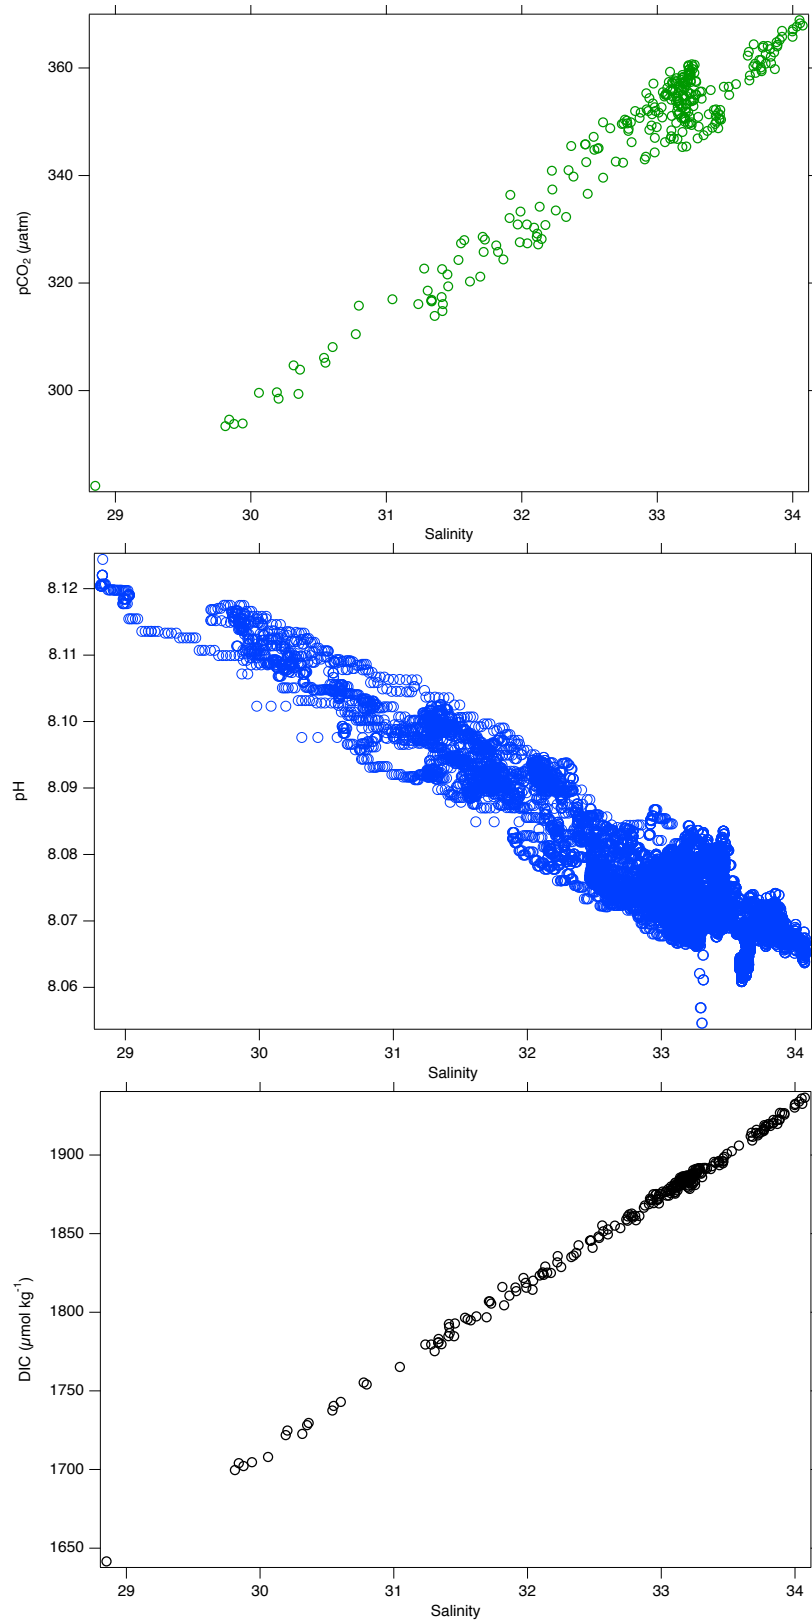 360
340
320
300
pCO₂ (µatm)
29 30 31 32 33 34
Salinity
8.12
8.11
8.10
8.09
8.08
8.07
8.06
pH
29 30 31 32 33 34
Salinity
1900
1850
1800
1750
1700
1650
DIC (µmol kg⁻¹)
29 30 31 32 33 34
Salinity